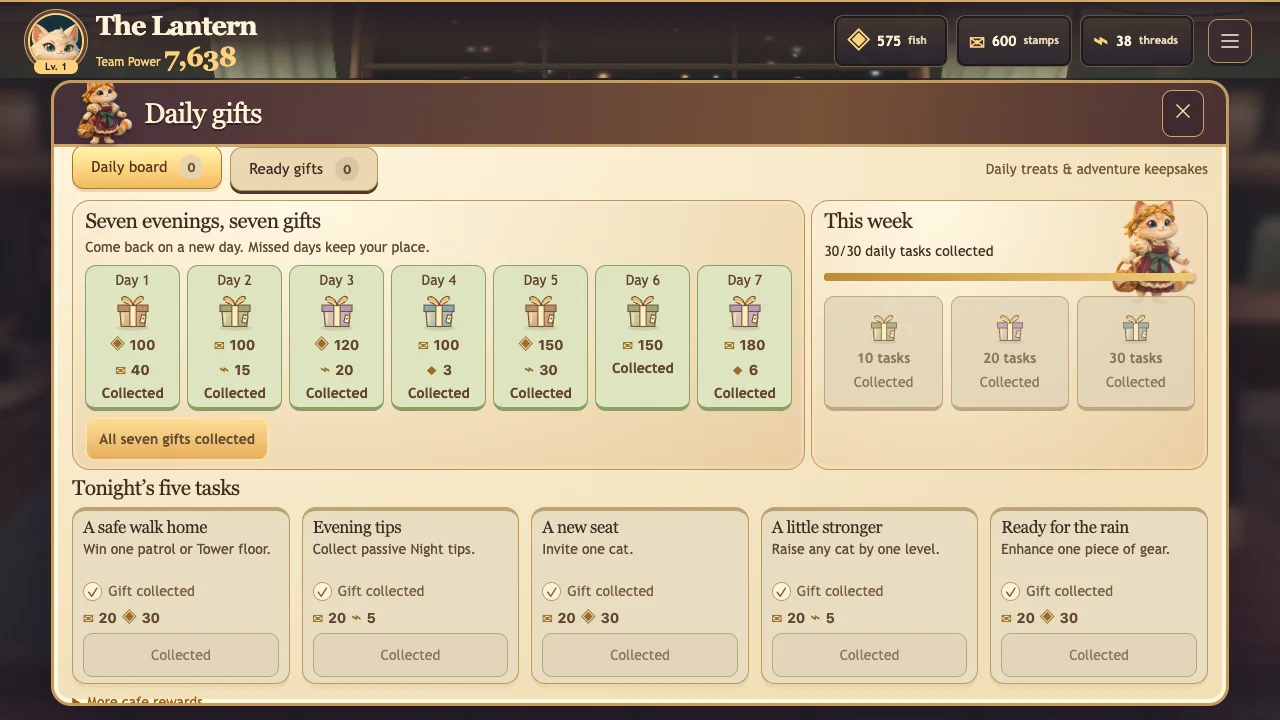 The Lantern
Lv. 1
Team Power 7,638
575 fish
600 stamps
38 threads
Daily gifts
Daily board 0
Ready gifts 0
Daily treats & adventure keepsakes
Seven evenings, seven gifts
Come back on a new day. Missed days keep your place.
Day 1
100
40
Collected
Day 2
100
15
Collected
Day 3
120
20
Collected
Day 4
100
3
Collected
Day 5
150
30
Collected
Day 6
150
Collected
Day 7
180
6
Collected
All seven gifts collected
This week
30/30 daily tasks collected
10 tasks
Collected
20 tasks
Collected
30 tasks
Collected
Tonight's five tasks
A safe walk home
Win one patrol or Tower floor.
Gift collected
20 30
Collected
Evening tips
Collect passive Night tips.
Gift collected
20 5
Collected
A new seat
Invite one cat.
Gift collected
20 30
Collected
A little stronger
Raise any cat by one level.
Gift collected
20 5
Collected
Ready for the rain
Enhance one piece of gear.
Gift collected
20 30
Collected
More cafe rewards